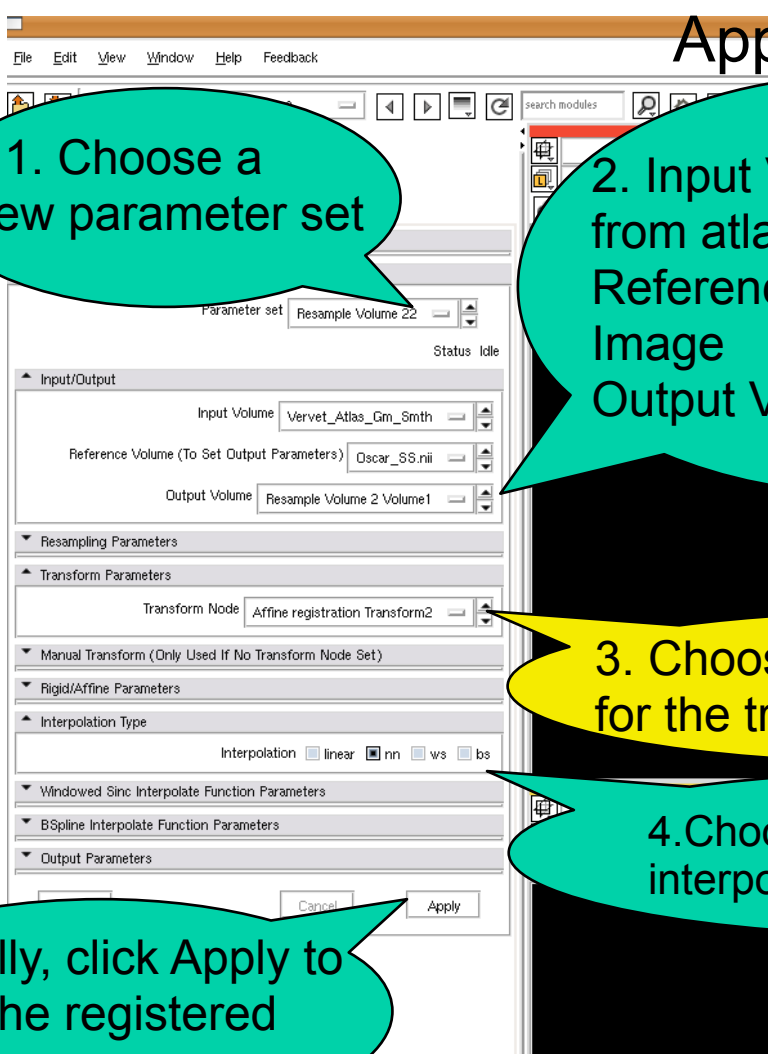 App
File Edit View Window Help Feedback
search modules
1. Choose a
ew parameter set
2. Input V
from atla
Referenc
Image
Output V
Parameter set Resample Volume 22
Status Idle
Input/Output
Input Volume Vervet_Atlas_Gm_Smth
Reference Volume (To Set Output Parameters) Oscar_SS.nii
Output Volume Resample Volume 2 Volume1
Resampling Parameters
Transform Parameters
Transform Node Affine registration Transform2
3. Choos
for the tr
Manual Transform (Only Used If No Transform Node Set)
Rigid/Affine Parameters
Interpolation Type
Interpolation linear nn ws bs
Windowed Sinc Interpolate Function Parameters
BSpline Interpolate Function Parameters
Output Parameters
4.Choo
interpo
Cancel Apply
lly, click Apply to
he registered